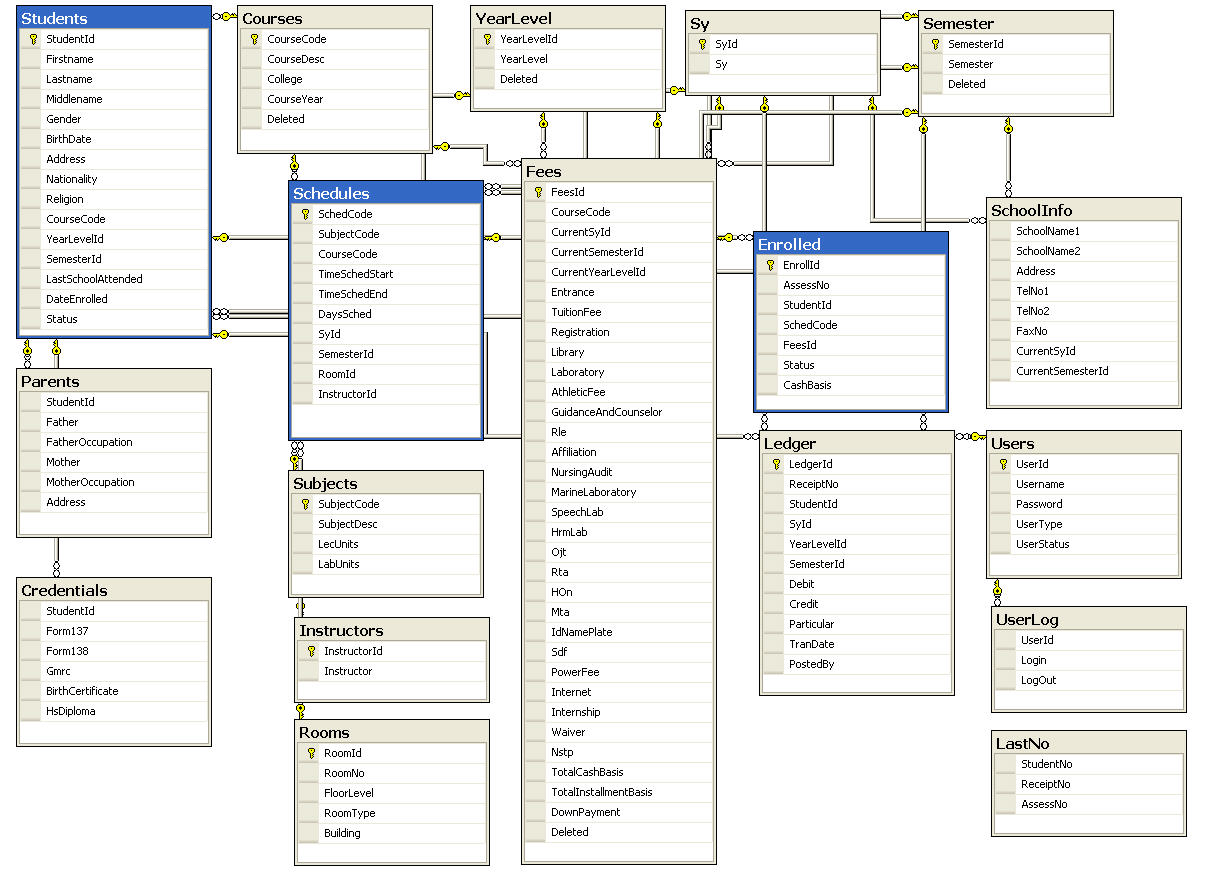 Students
StudentId
Firstname
Lastname
Middlename
Gender
BirthDate
Address
Nationality
Religion
CourseCode
YearLevelId
SemesterId
LastSchoolAttended
DateEnrolled
Status
Courses
CourseCode
CourseDesc
College
CourseYear
Deleted
YearLevel
YearLevelId
YearLevel
Deleted
Sy
SyId
Sy
Semester
SemesterId
Semester
Deleted
Schedules
SchedCode
SubjectCode
CourseCode
TimeSchedStart
TimeSchedEnd
DaysSched
SyId
SemesterId
RoomId
InstructorId
Fees
FeesId
CourseCode
CurrentSyId
CurrentSemesterId
CurrentYearLevelId
Entrance
TuitionFee
Registration
Library
Laboratory
AthleticFee
GuidanceAndCounselor
Rle
Affiliation
NursingAudit
MarineLaboratory
SpeechLab
HrmLab
Ojt
Rta
HOn
Mta
IdNamePlate
Sdf
PowerFee
Internet
Internship
Waiver
Nstp
TotalCashBasis
TotalInstallmentBasis
DownPayment
Deleted
Enrolled
EnrollId
AssessNo
StudentId
SchedCode
FeesId
Status
CashBasis
SchoolInfo
SchoolName1
SchoolName2
Address
TelNo1
TelNo2
FaxNo
CurrentSyId
CurrentSemesterId
Parents
StudentId
Father
FatherOccupation
Mother
MotherOccupation
Address
Subjects
SubjectCode
SubjectDesc
LecUnits
LabUnits
Ledger
LedgerId
ReceiptNo
StudentId
SyId
YearLevelId
SemesterId
Debit
Credit
Particular
TranDate
PostedBy
Users
UserId
Username
Password
UserType
UserStatus
Credentials
StudentId
Form137
Form138
Gmrc
BirthCertificate
HsDiploma
Instructors
InstructorId
Instructor
UserLog
UserId
Login
LogOut
Rooms
RoomId
RoomNo
FloorLevel
RoomType
Building
LastNo
StudentNo
ReceiptNo
AssessNo